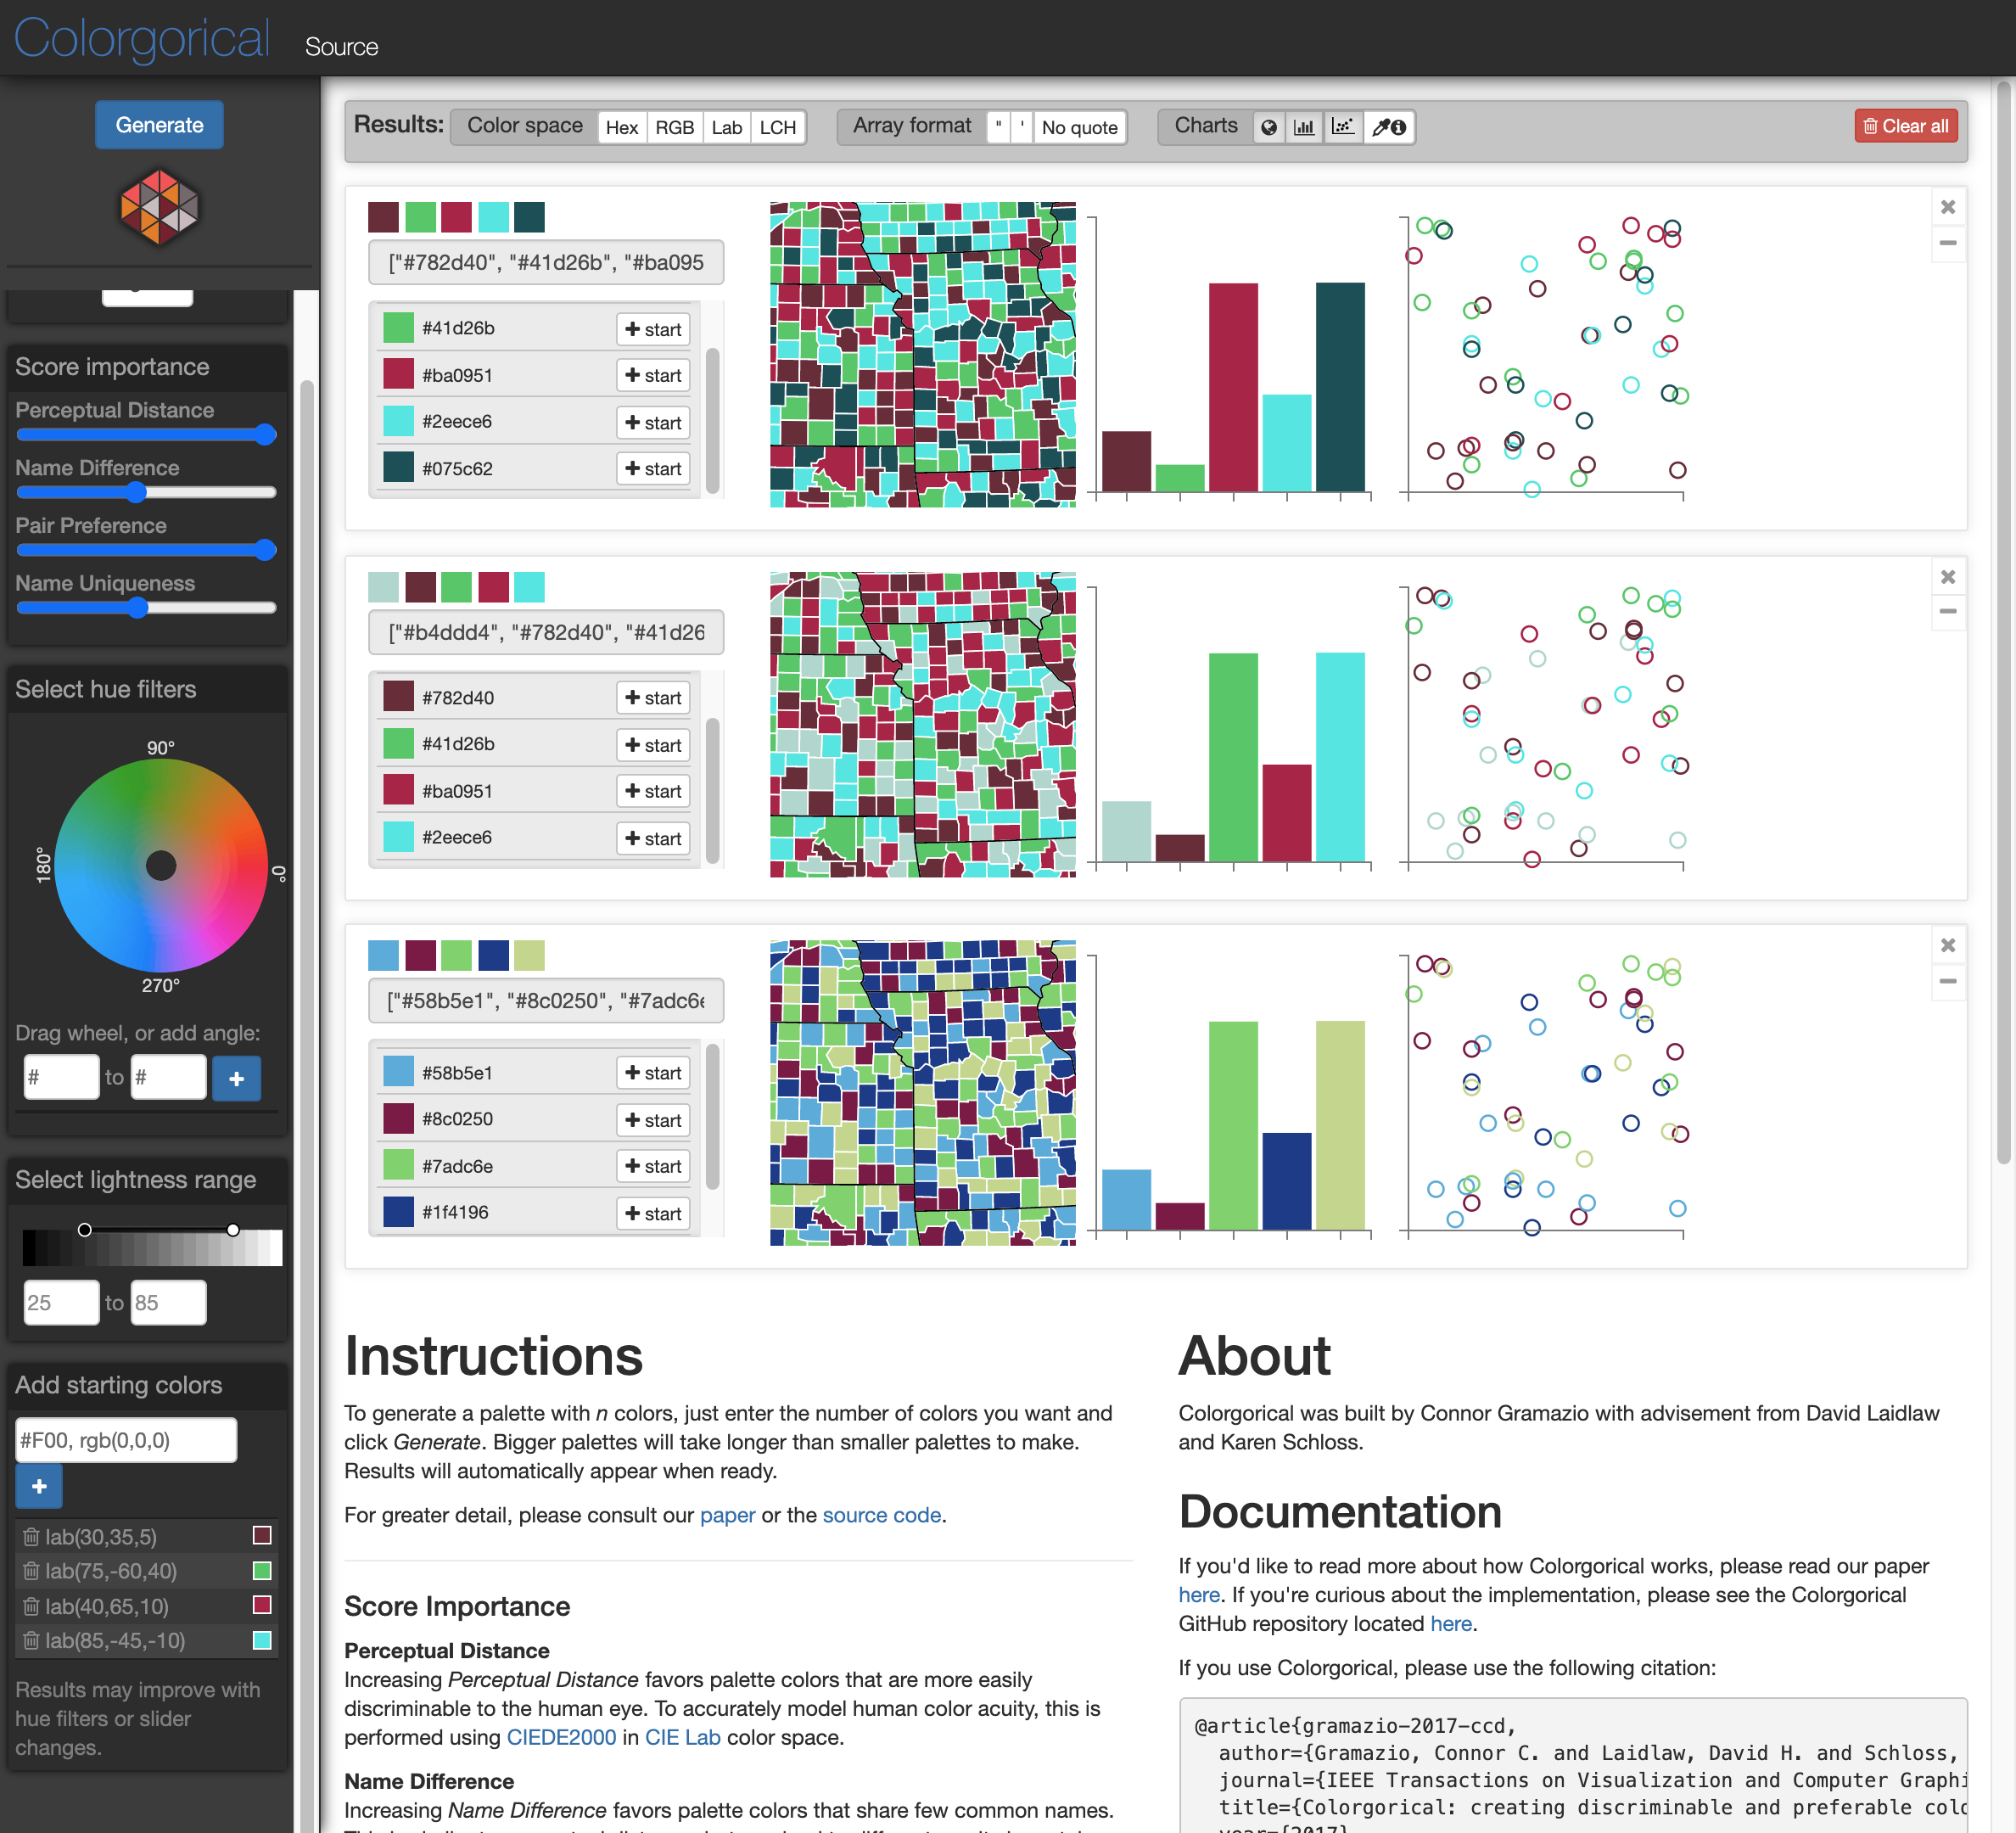 Colorgorical
Source
Generate
Score importance
Perceptual Distance
Name Difference
Pair Preference
Name Uniqueness
Select hue filters
90°
180°
0°
270°
Drag wheel, or add angle:
# to # +
Select lightness range
25 to 85
Add starting colors
#F00, rgb(0,0,0)
+
lab(30,35,5)
lab(75,-60,40)
lab(40,65,10)
lab(85,-45,-10)
Results may improve with
hue filters or slider
changes.
Results: Color space Hex RGB Lab LCH Array format " ' No quote Charts Clear all
["#782d40", "#41d26b", "#ba095
#41d26b + start
#ba0951 + start
#2eece6 + start
#075c62 + start
["#b4ddd4", "#782d40", "#41d26
#782d40 + start
#41d26b + start
#ba0951 + start
#2eece6 + start
["#58b5e1", "#8c0250", "#7adc6e
#58b5e1 + start
#8c0250 + start
#7adc6e + start
#1f4196 + start
Instructions
To generate a palette with n colors, just enter the number of colors you want and
click Generate. Bigger palettes will take longer than smaller palettes to make.
Results will automatically appear when ready.
For greater detail, please consult our paper or the source code.
Score Importance
Perceptual Distance
Increasing Perceptual Distance favors palette colors that are more easily
discriminable to the human eye. To accurately model human color acuity, this is
performed using CIEDE2000 in CIE Lab color space.
Name Difference
Increasing Name Difference favors palette colors that share few common names.
About
Colorgorical was built by Connor Gramazio with advisement from David Laidlaw
and Karen Schloss.
Documentation
If you'd like to read more about how Colorgorical works, please read our paper
here. If you're curious about the implementation, please see the Colorgorical
GitHub repository located here.
If you use Colorgorical, please use the following citation:
@article{gramazio-2017-ccd,
author={Gramazio, Connor C. and Laidlaw, David H. and Schloss,
journal={IEEE Transactions on Visualization and Computer Graphi
title={Colorgorical: creating discriminable and preferable colo
year={2017}